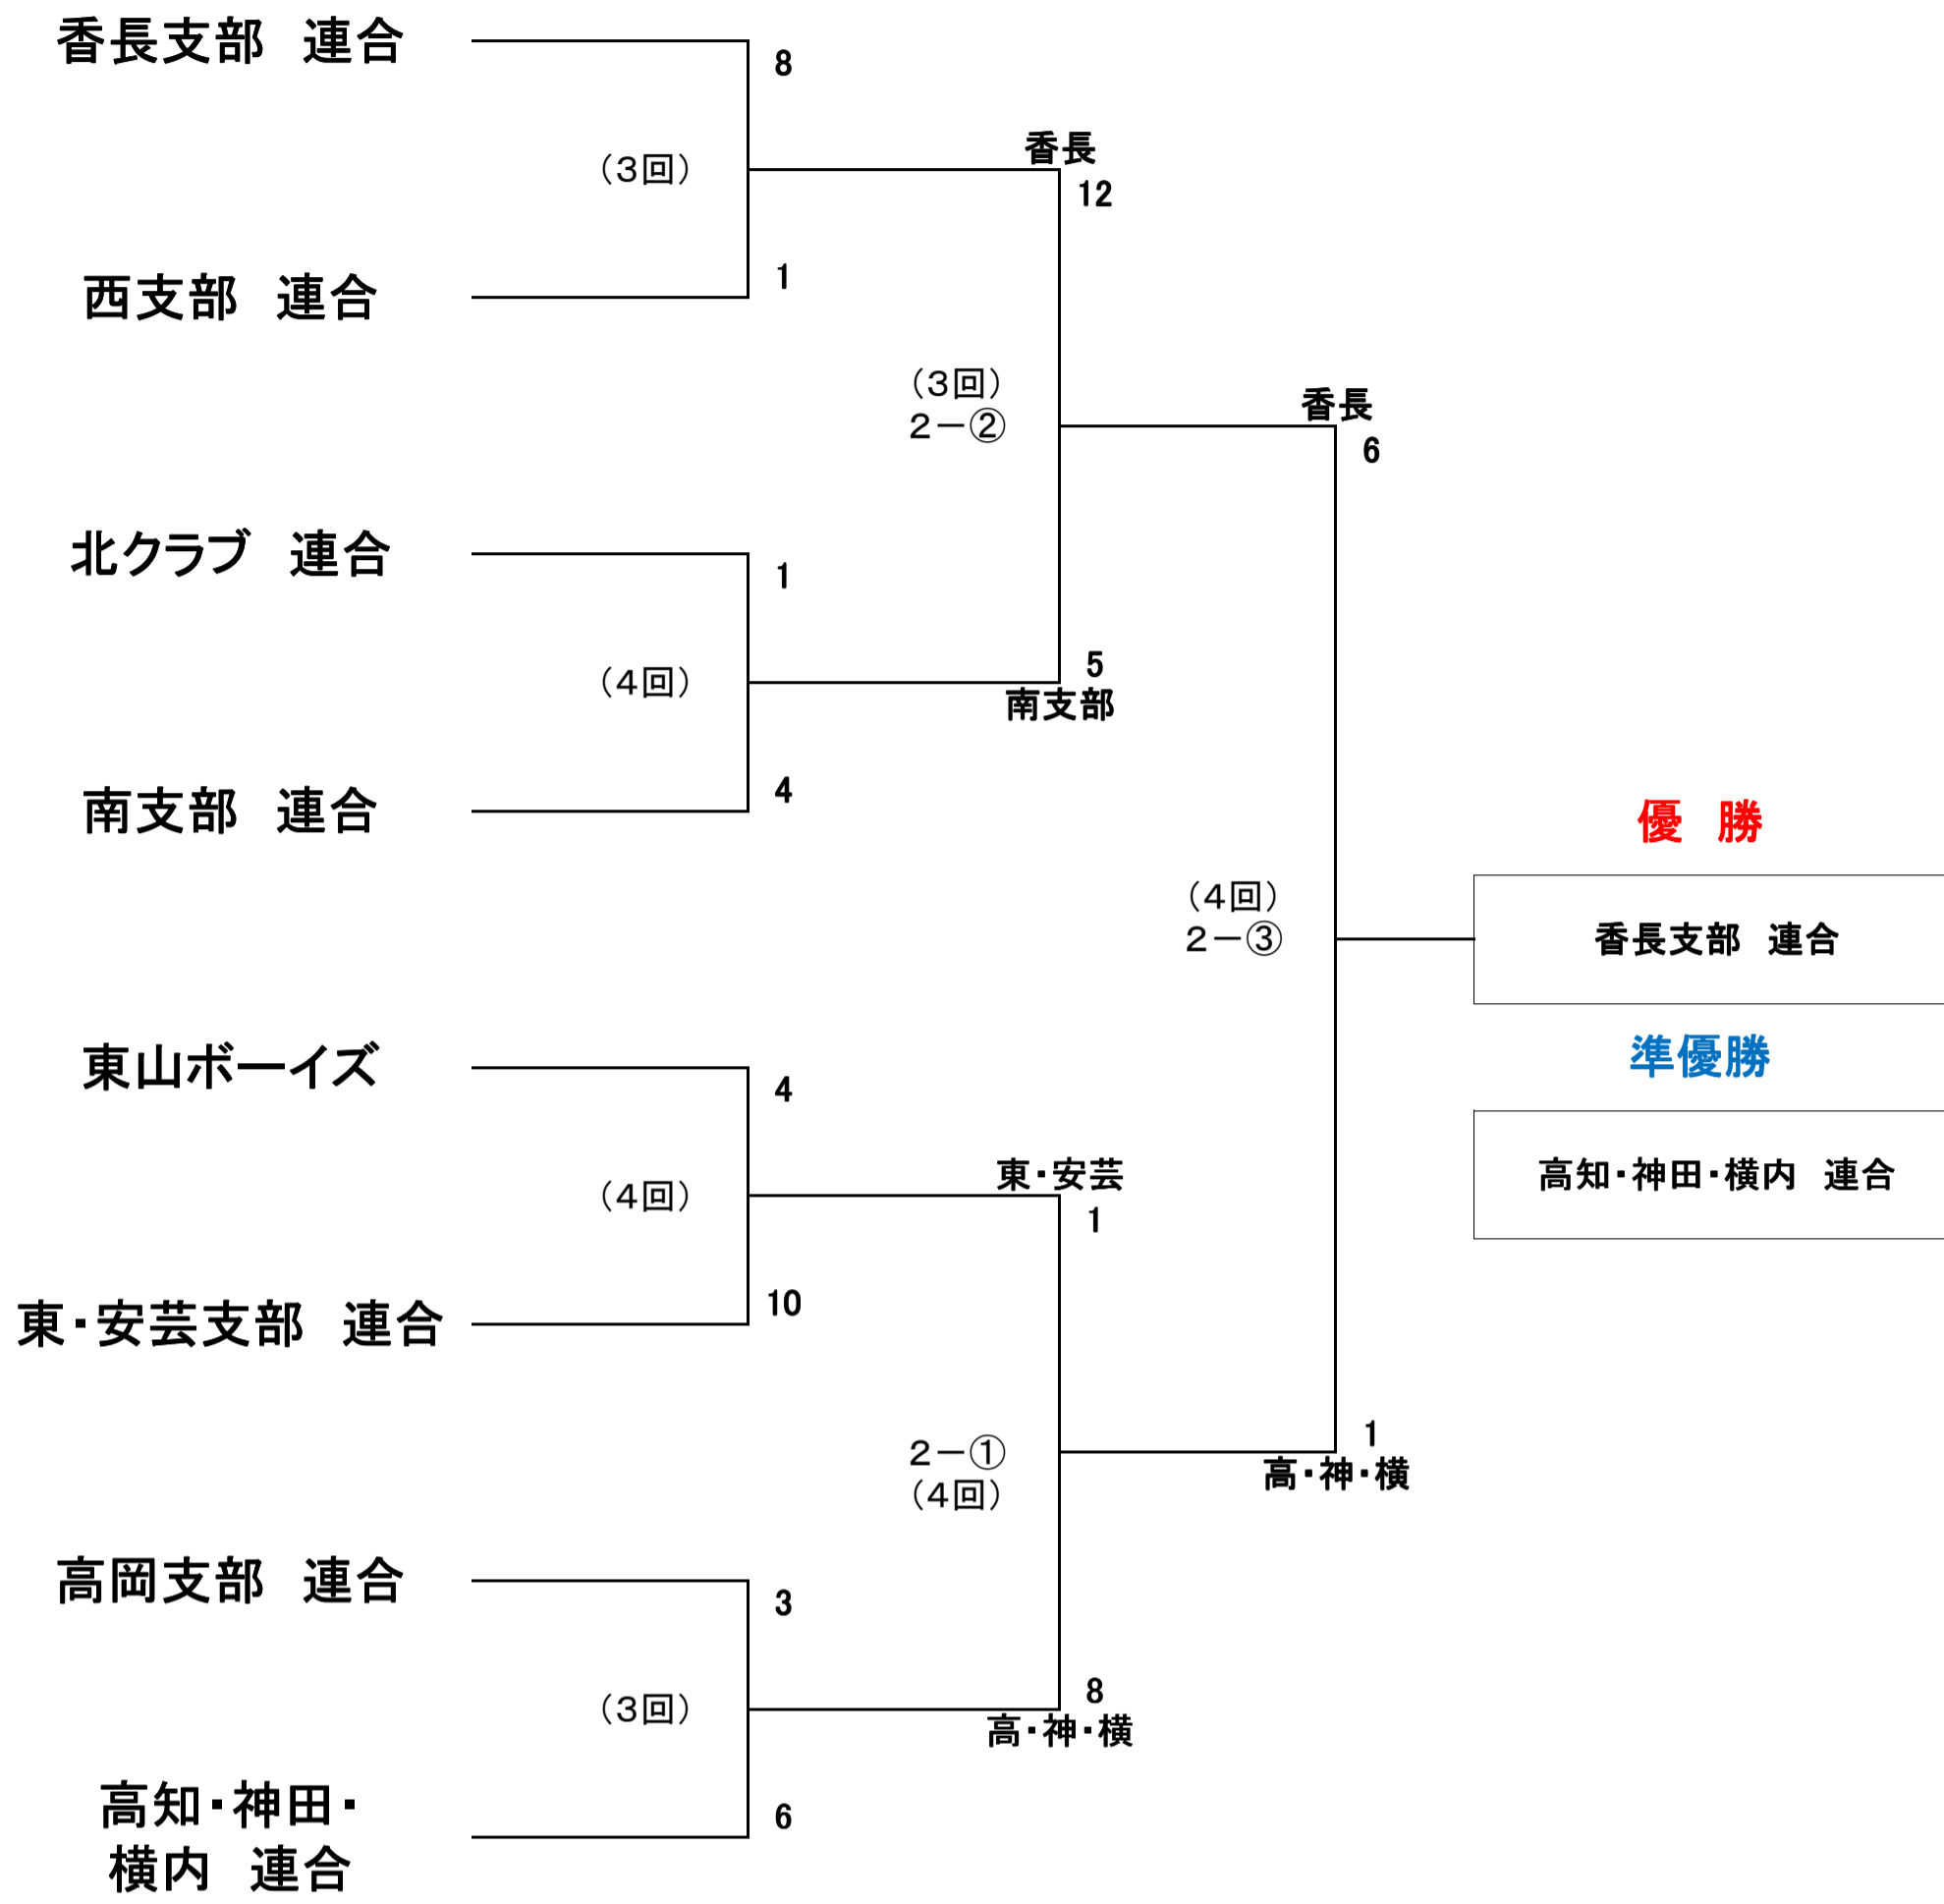 香長支部　連合
8
香長
（3回）
12
西支部　連合
1
（3回）
2－②
香長
6
北クラブ　連合
1
（4回）
5
南支部
南支部　連合
4
優　勝
（4回）
2－③
香長支部　連合
準優勝
東山ボーイズ
4
高知・神田・横内　連合
東・安芸
（4回）
1
東・安芸支部　連合
10
2－①
（4回）
1
高・神・横
高岡支部　連合
3
（3回）
8
高・神・横
高知・神田・
横内　連合
6